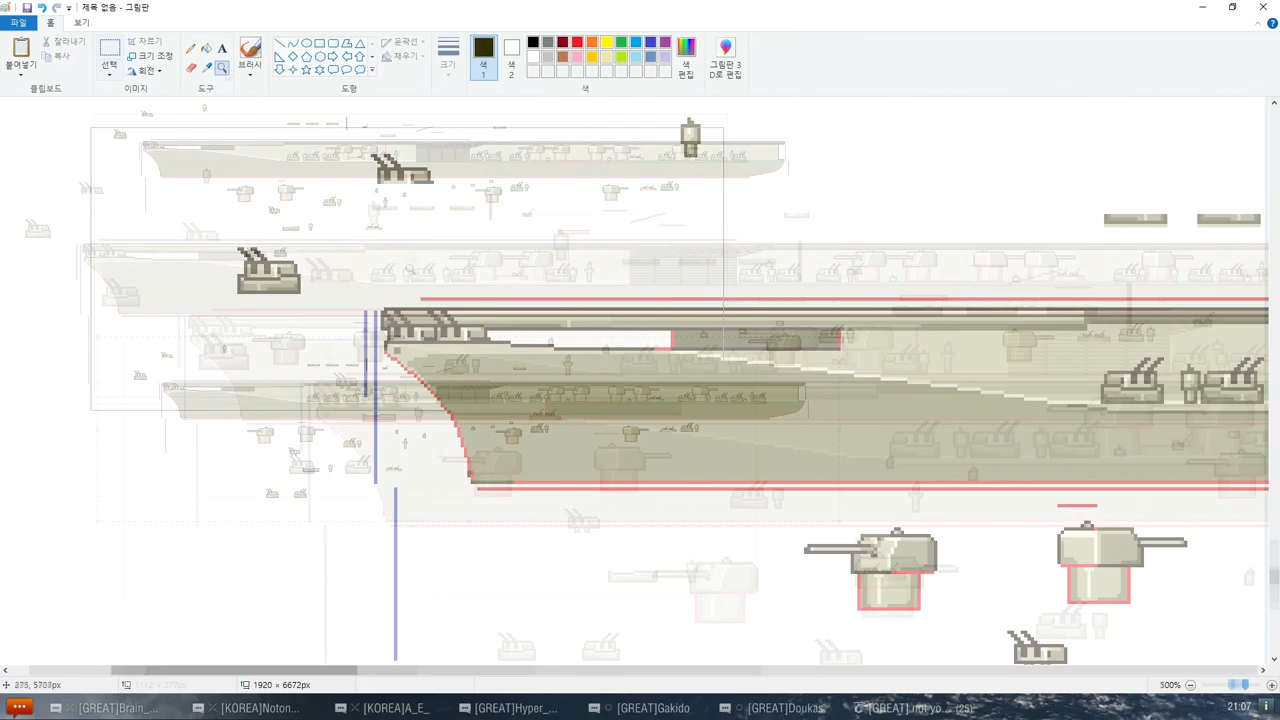 제목 없음 - 그림판
파일 홈 보기
붙여넣기 잘라내기 복사
선택 자르기 크기 조정 회전
A
브러시
윤곽선 채우기
크기
색 1
색 2
색 편집
그림판 3D로 편집
클립보드 이미지 도구 도형 색
1920 × 6672px 500%
[GREAT]Brain_... [KOREA]Noton... [KOREA]A_E_ [GREAT]Hyper_... [GREAT]Gakido [GREAT]Doukas 21:07